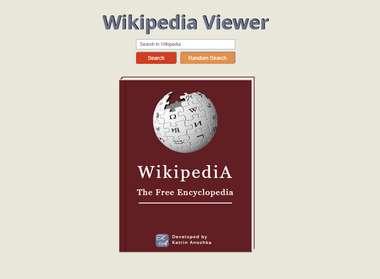 Wikipedia Viewer
Search in Wikipedia
Search
Random Search
WikipediA
The Free Encyclopedia
Developed by
Katrin Anoshka